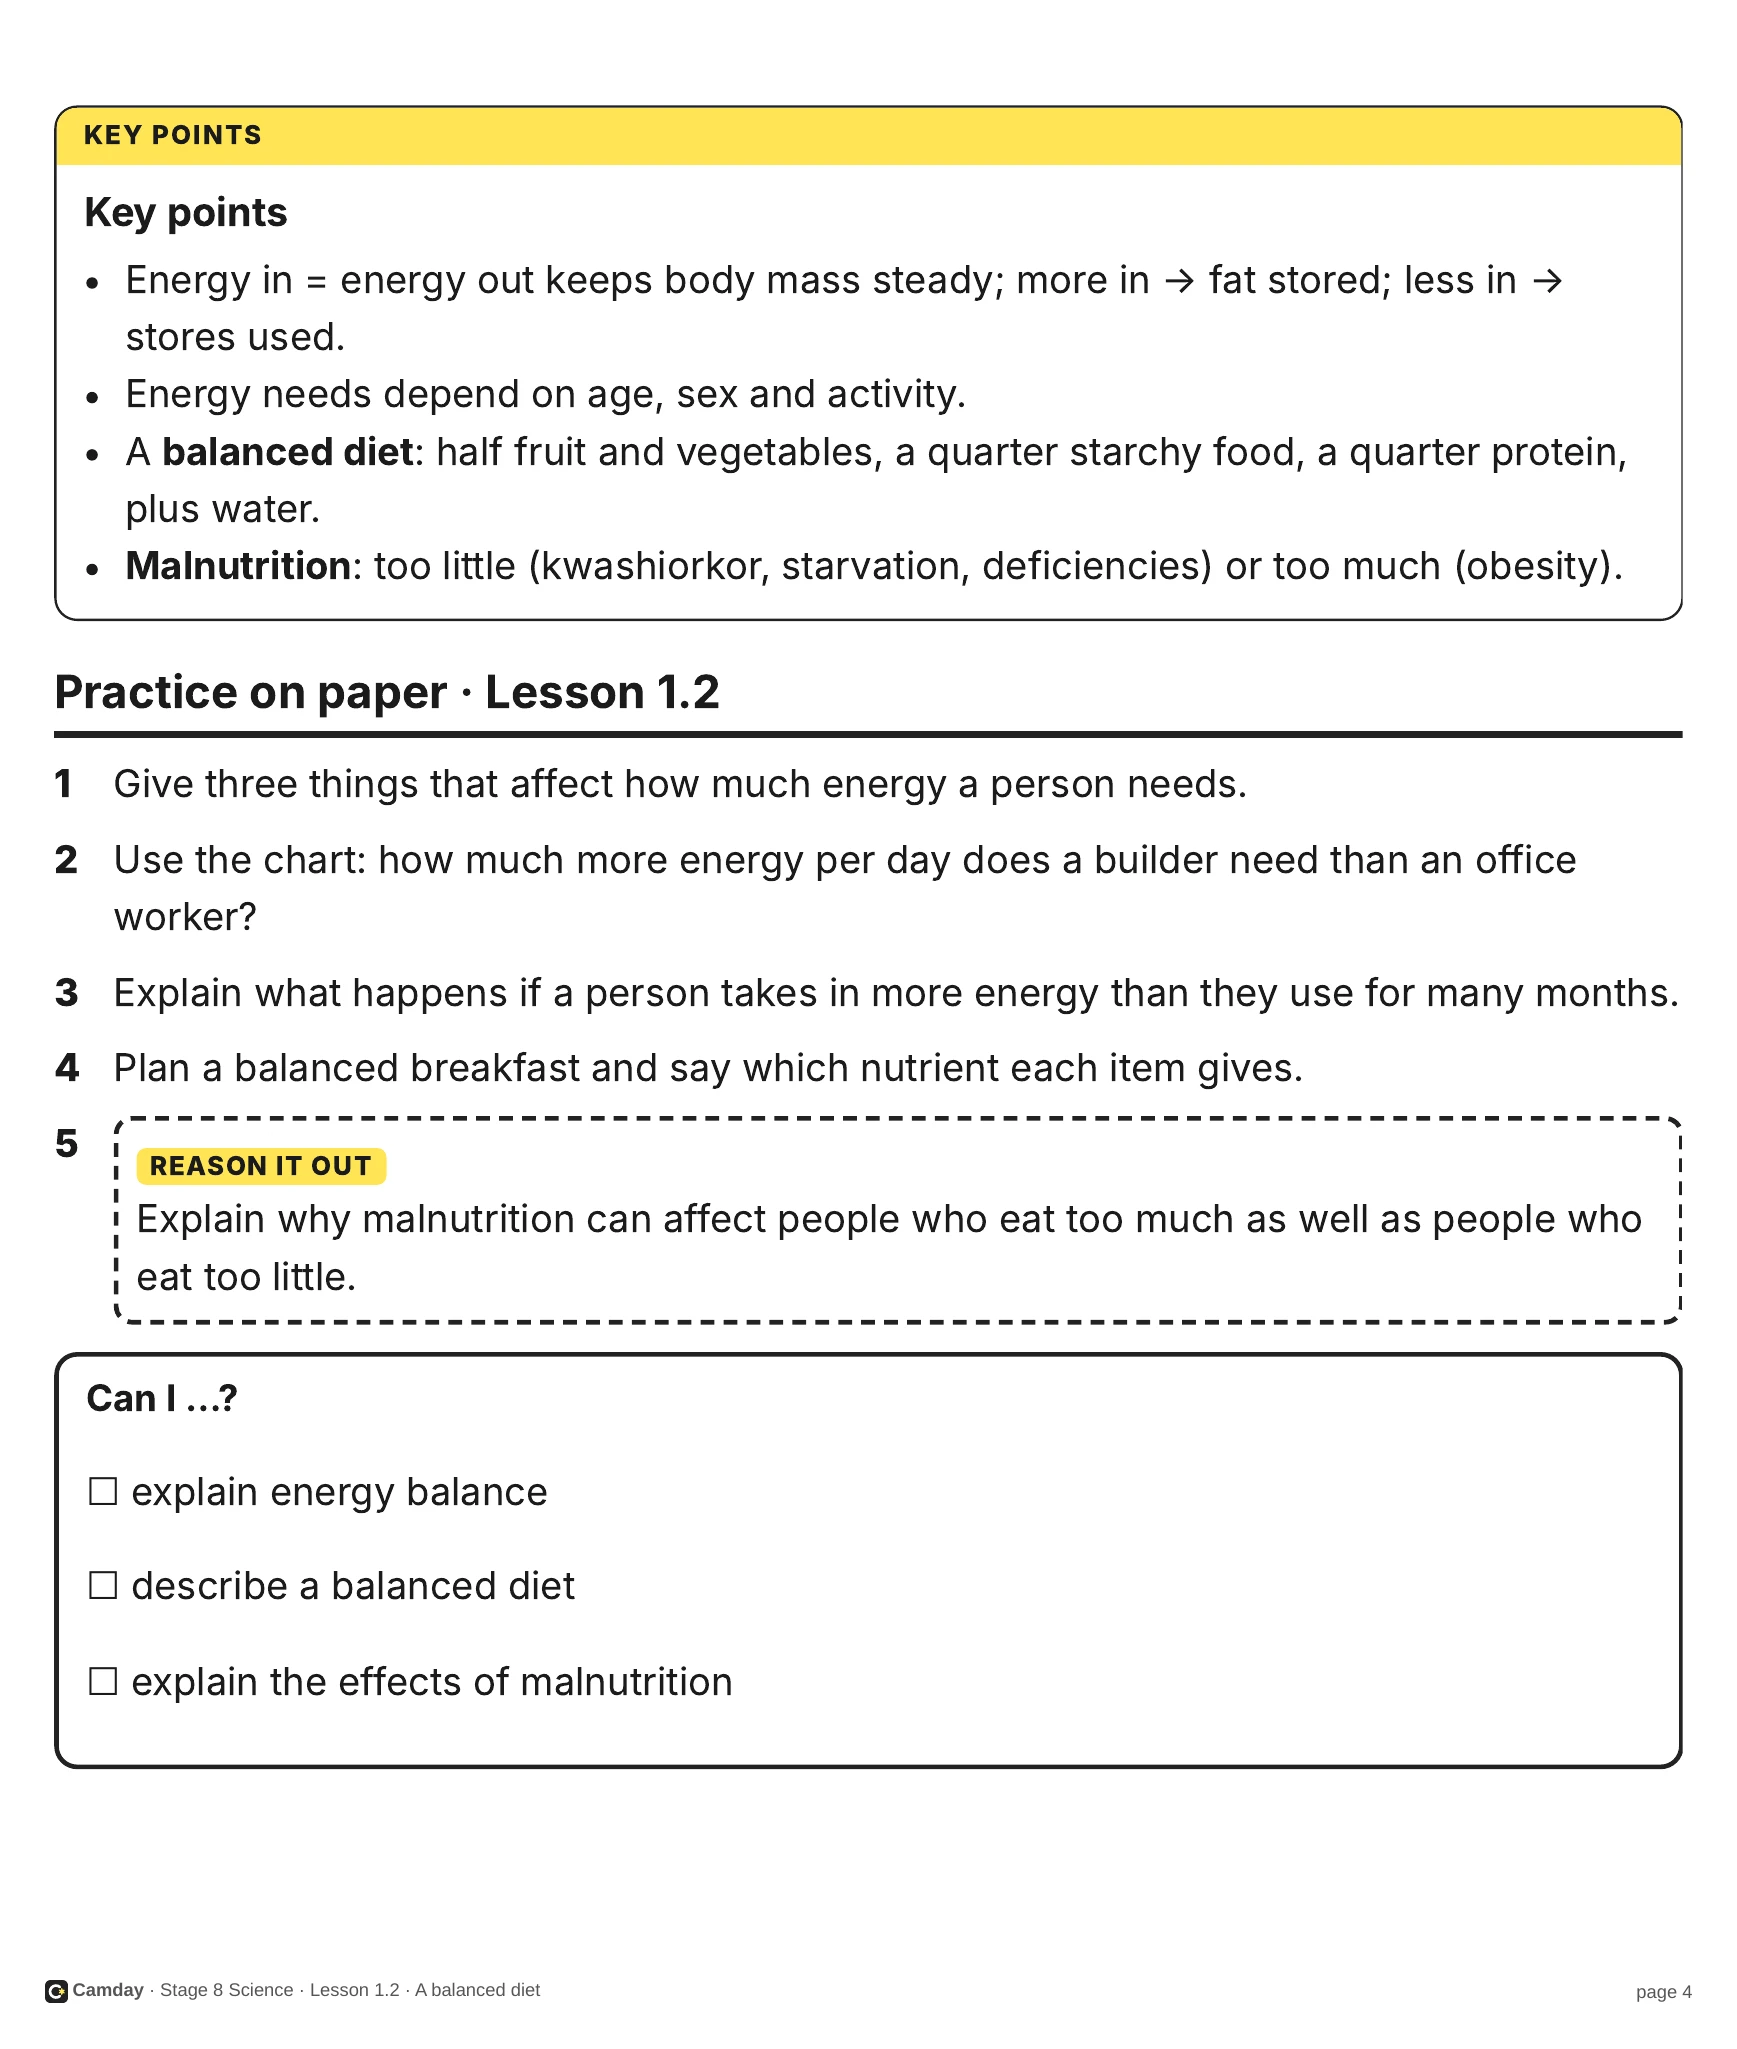 KEY POINTS
Key points
• Energy in = energy out keeps body mass steady; more in → fat stored; less in →
stores used.
• Energy needs depend on age, sex and activity.
• A balanced diet: half fruit and vegetables, a quarter starchy food, a quarter protein,
plus water.
• Malnutrition: too little (kwashiorkor, starvation, deficiencies) or too much (obesity).
Practice on paper · Lesson 1.2
1 Give three things that affect how much energy a person needs.
2 Use the chart: how much more energy per day does a builder need than an office
worker?
3 Explain what happens if a person takes in more energy than they use for many months.
4 Plan a balanced breakfast and say which nutrient each item gives.
5
REASON IT OUT
Explain why malnutrition can affect people who eat too much as well as people who
eat too little.
Can I ...?
☐ explain energy balance
☐ describe a balanced diet
☐ explain the effects of malnutrition
Camday · Stage 8 Science · Lesson 1.2 · A balanced diet
page 4